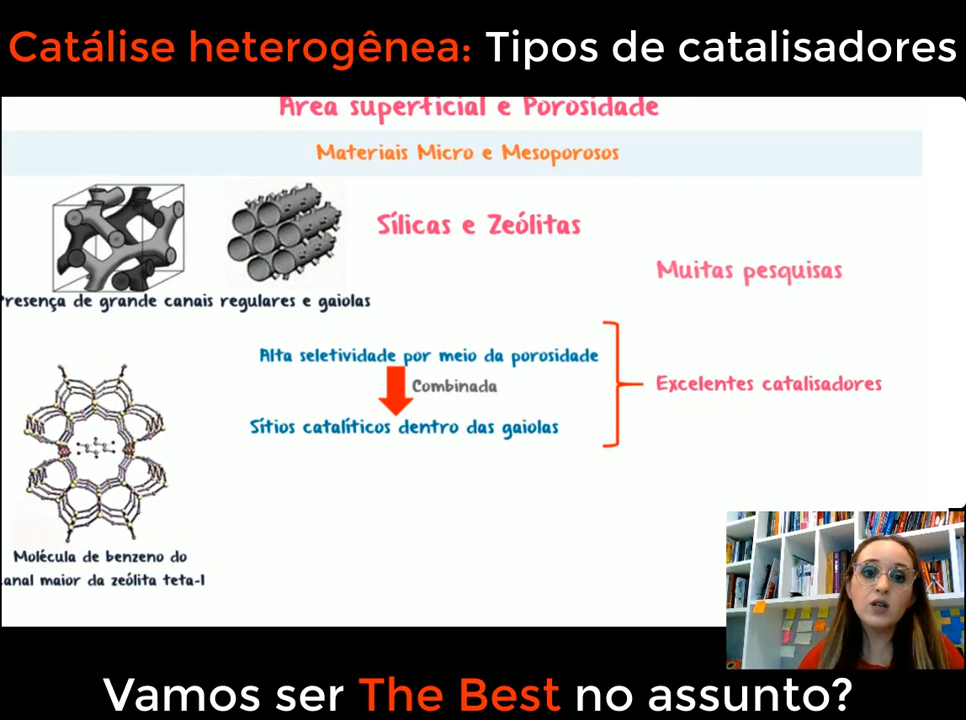 Catálise heterogênea: Tipos de catalisadores
Área superficial e Porosidade
Materiais Micro e Mesoporosos
Sílicas e Zeólitas
Muitas pesquisas
resença de grande canais regulares e gaiolas
Alta seletividade por meio da porosidade
Combinada
Excelentes catalisadores
Sítios catalíticos dentro das gaiolas
Molécula de benzeno do
anal maior da zeólita teta-1
Vamos ser The Best no assunto?